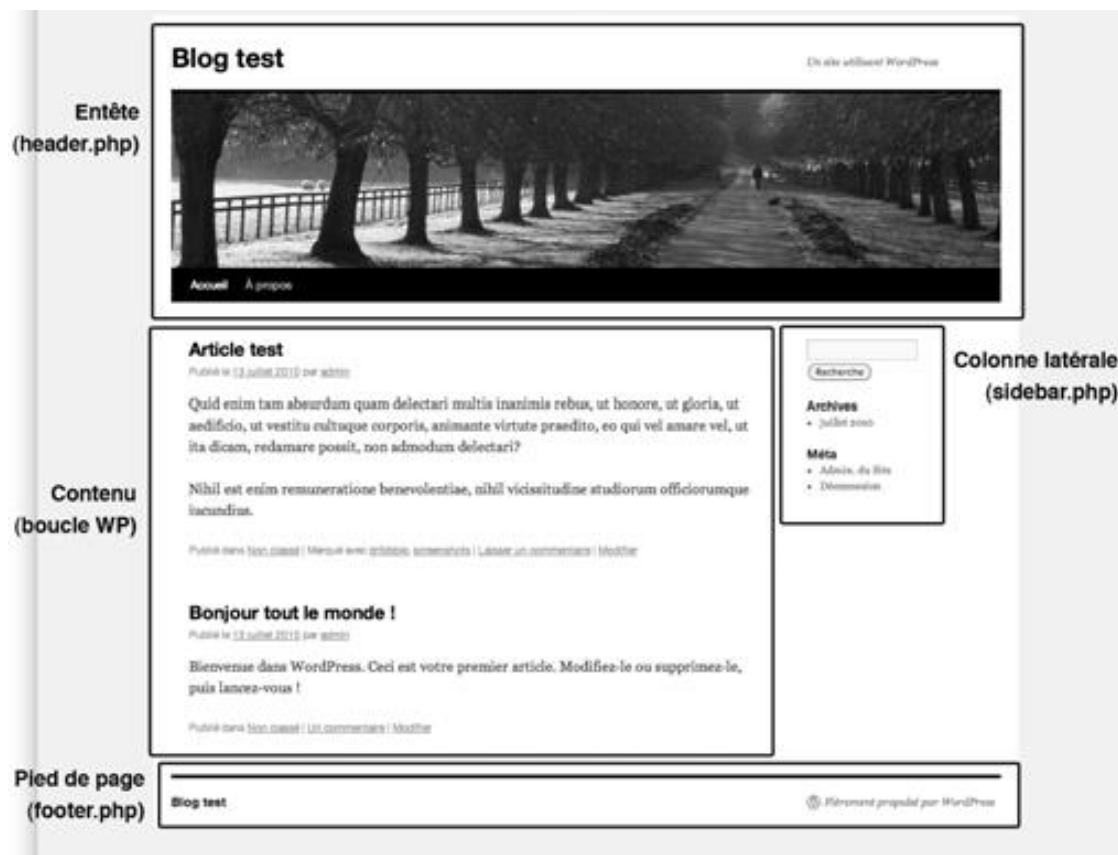 Blog test
Un site utilisant WordPress
Entête
(header.php)
Accueil À propos
Article test
Publié le 13 juillet 2010 par admin
Quid enim tam absurdum quam delectari multis inanimis rebus, ut honore, ut gloria, ut
aedificio, ut vestitu cultuque corporis, animante virtute praedito, eo qui vel amare vel, ut
ita dicam, redamare possit, non admodum delectari?
Nihil est enim remuneratione benevolentiae, nihil vicissitudine studiorum officiorumque
iucundius.
Publié dans Non classé | Marqué avec dribbble, screenshots | Laisser un commentaire | Modifier
Contenu
(boucle WP)
Bonjour tout le monde !
Publié le 13 juillet 2010 par admin
Bienvenue dans WordPress. Ceci est votre premier article. Modifiez-le ou supprimez-le,
puis lancez-vous !
Publié dans Non classé | Un commentaire | Modifier
Recherche
Archives
juillet 2010
Méta
Admin. du Site
Déconnexion
Colonne latérale
(sidebar.php)
Pied de page
(footer.php)
Blog test
Fièrement propulsé par WordPress